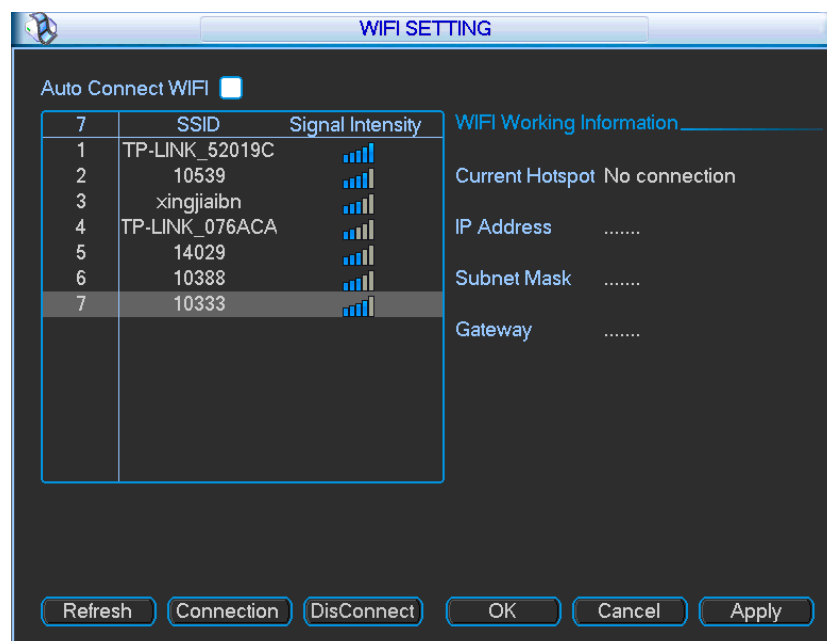 WIFI SETTING
Auto Connect WIFI
7 SSID Signal Intensity
1 TP-LINK_52019C
2 10539
3 xingjiaibn
4 TP-LINK_076ACA
5 14029
6 10388
7 10333
WIFI Working Information
Current Hotspot No connection
IP Address .......
Subnet Mask .......
Gateway .......
Refresh Connection DisConnect OK Cancel Apply